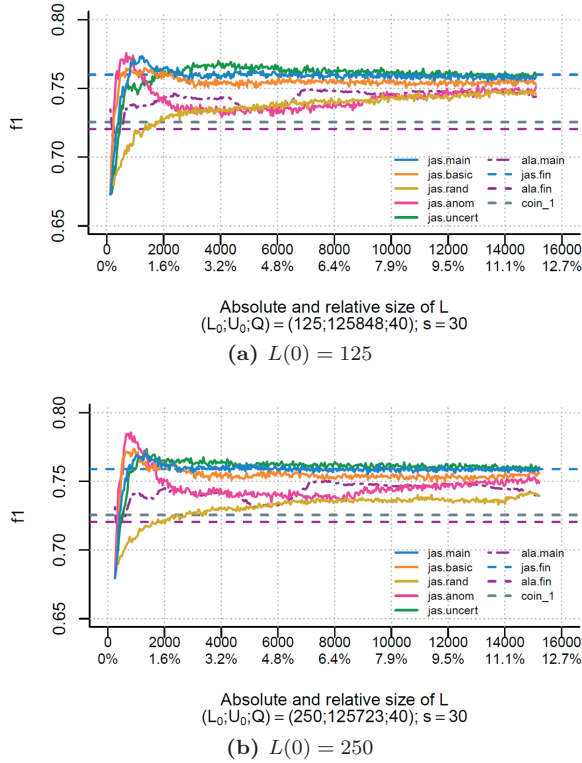 0.80
0.75
0.70
0.65
f1
jas.main
jas.basic
jas.rand
jas.anom
jas.uncert
ala.main
jas.fin
ala.fin
coin_1
0 2000 4000 6000 8000 10000 12000 14000 16000
0% 1.6% 3.2% 4.8% 6.4% 7.9% 9.5% 11.1% 12.7%
Absolute and relative size of L
(L₀;U₀;Q) = (125;125848;40); s = 30
(a) L(0) = 125
0.80
0.75
0.70
0.65
f1
jas.main
jas.basic
jas.rand
jas.anom
jas.uncert
ala.main
jas.fin
ala.fin
coin_1
0 2000 4000 6000 8000 10000 12000 14000 16000
0% 1.6% 3.2% 4.8% 6.4% 7.9% 9.5% 11.1% 12.7%
Absolute and relative size of L
(L₀;U₀;Q) = (250;125723;40); s = 30
(b) L(0) = 250